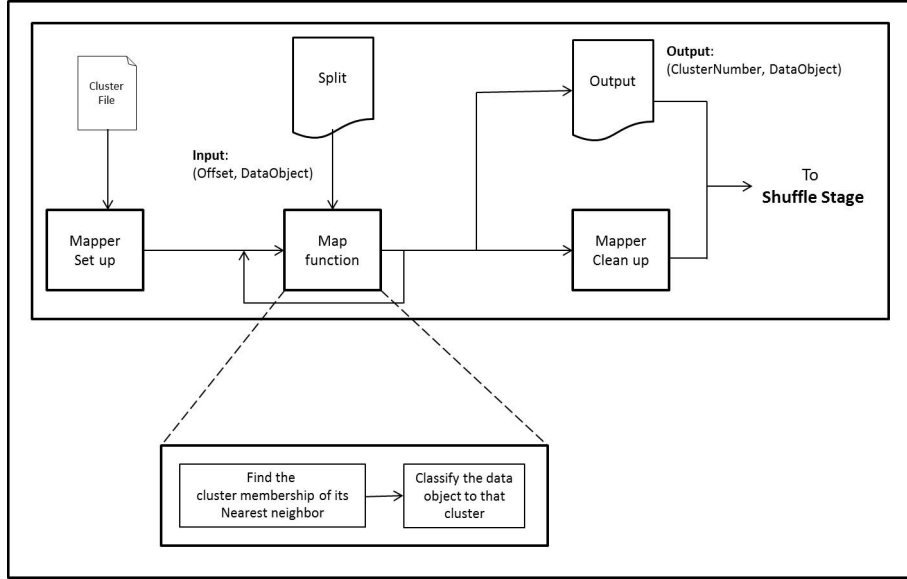 Cluster
File
Split
Input:
(Offset, DataObject)
Output
Output:
(ClusterNumber, DataObject)
To
Shuffle Stage
Mapper
Set up
Map
function
Mapper
Clean up
Find the
cluster membership of its
Nearest neighbor
Classify the data
object to that
cluster